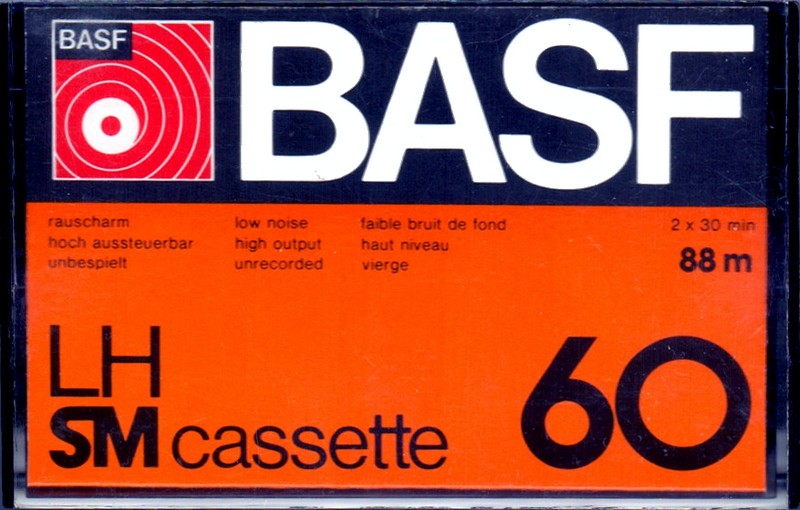 BASF
BASF
rauscharm low noise faible bruit de fond 2 x 30 min
hoch aussteuerbar high output haut niveau 88 m
unbespielt unrecorded vierge
LH
SM cassette 60